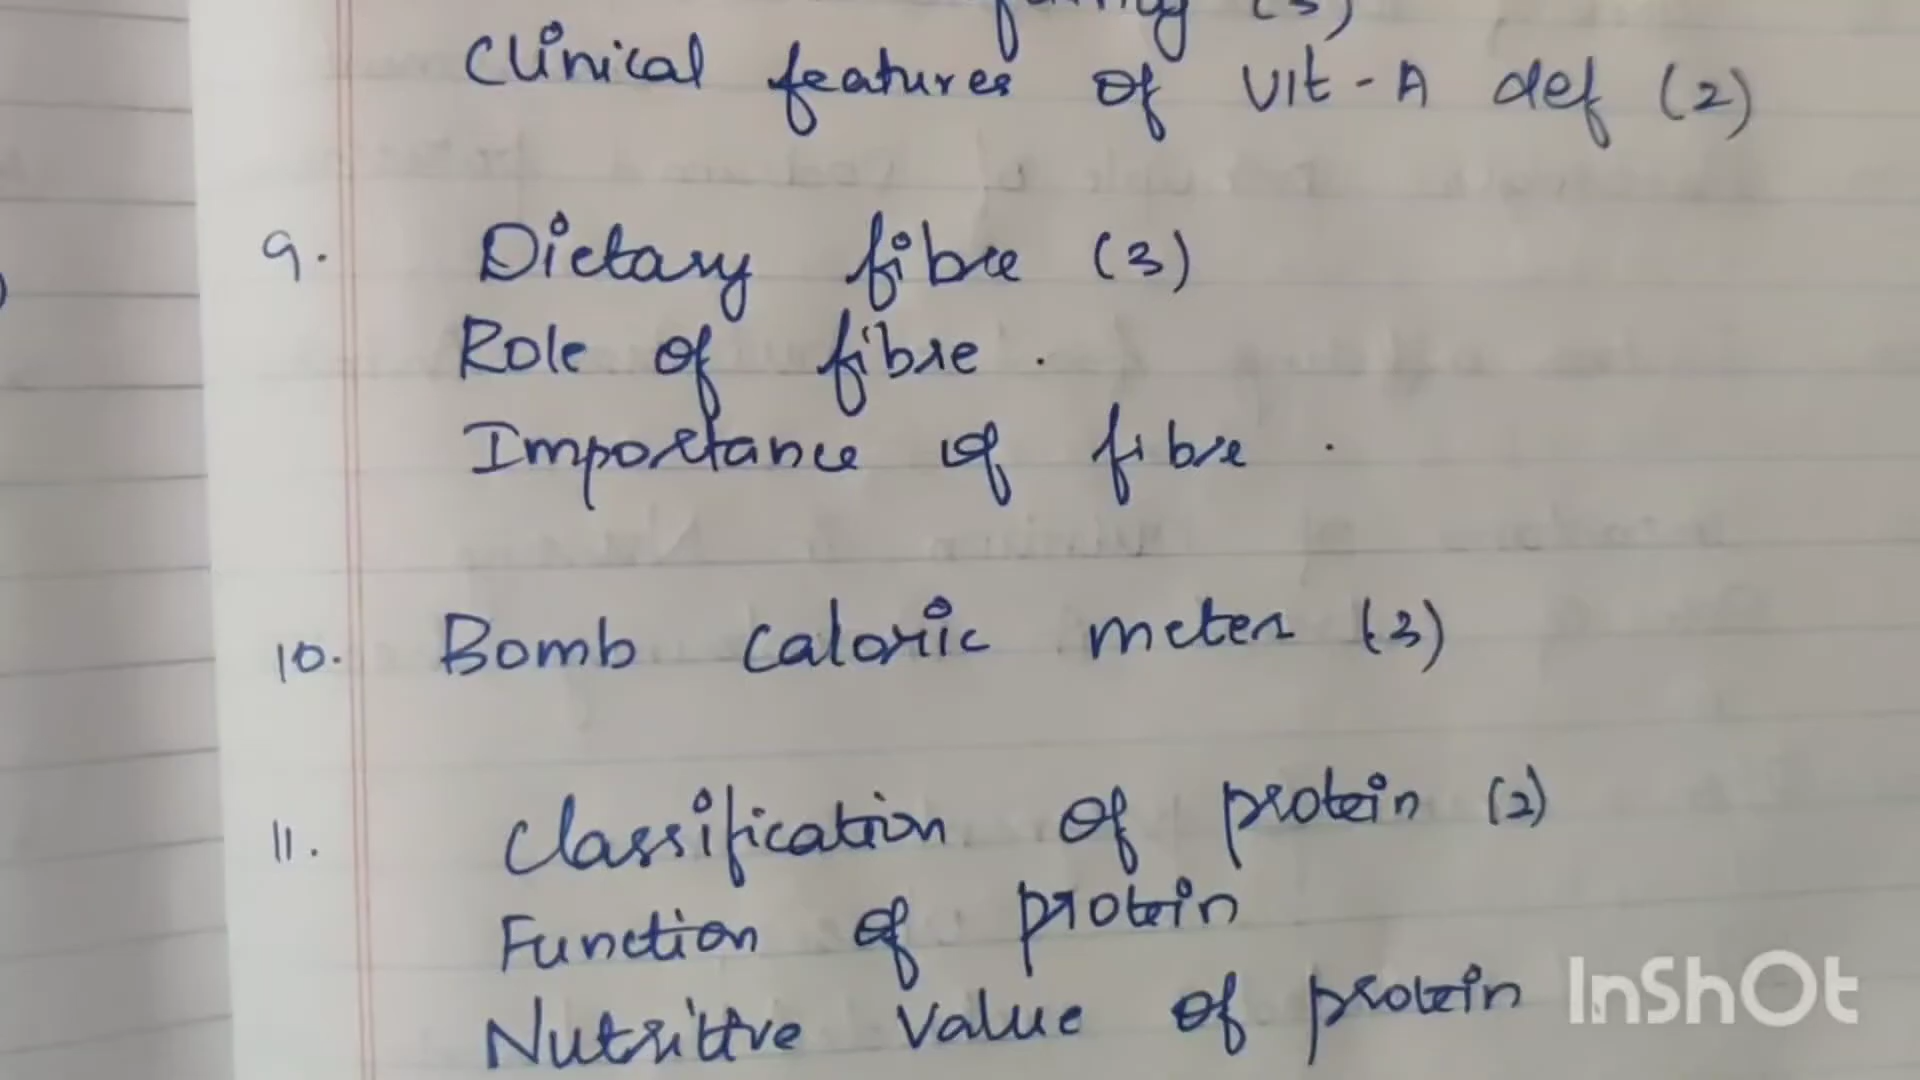 (3)
Clinical features of Vit-A def (2)
9. Dietary fibre (3)
Role of fibre.
Importance of fibre.
10. Bomb caloric meter (3)
11. Classification of protein (2)
Function of protein
Nutritive value of protein
InShOt